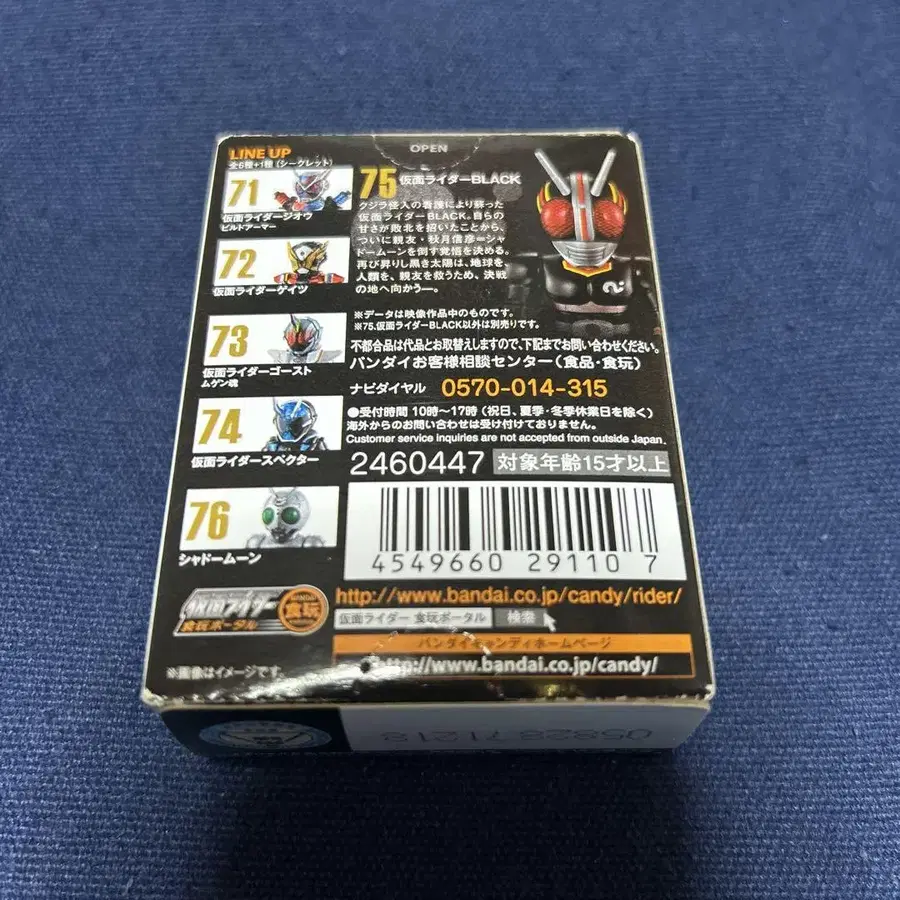 OPEN
LINE UP
全6種+1種(シークレット)
71
仮面ライダージオウ
ビルドアーマー
72
仮面ライダーゲイツ
73
仮面ライダーゴースト
ムゲン魂
74
仮面ライダースペクター
76
シャドームーン
75 仮面ライダーBLACK
クジラ怪人の看護により蘇った
仮面ライダーBLACK。自らの
甘さが敗北を招いたことから、
ついに親友・秋月信彦=シャ
ドームーンを倒す覚悟を決める。
再び昇りし黒き太陽は、地球を、
人類を、親友を救うため、決戦
の地へ向かう―。
※データは映像作品中のものです。
※75.仮面ライダーBLACK以外は別売りです。
不都合品は代品とお取替えしますので、下記までお問い合わせください。
バンダイお客様相談センター(食品・食玩)
ナビダイヤル 0570-014-315
●受付時間 10時〜17時(祝日、夏季・冬季休業日を除く)
海外からのお問い合わせは受け付けておりません。
Customer service inquiries are not accepted from outside Japan.
2460447 対象年齢15才以上
4549660 29110 7
仮面ライダー
食玩ポータル
食玩
http://www.bandai.co.jp/candy/rider/
仮面ライダー 食玩ポータル 検索
バンダイキャンディホームページ
http://www.bandai.co.jp/candy/
※画像はイメージです。
0582871218